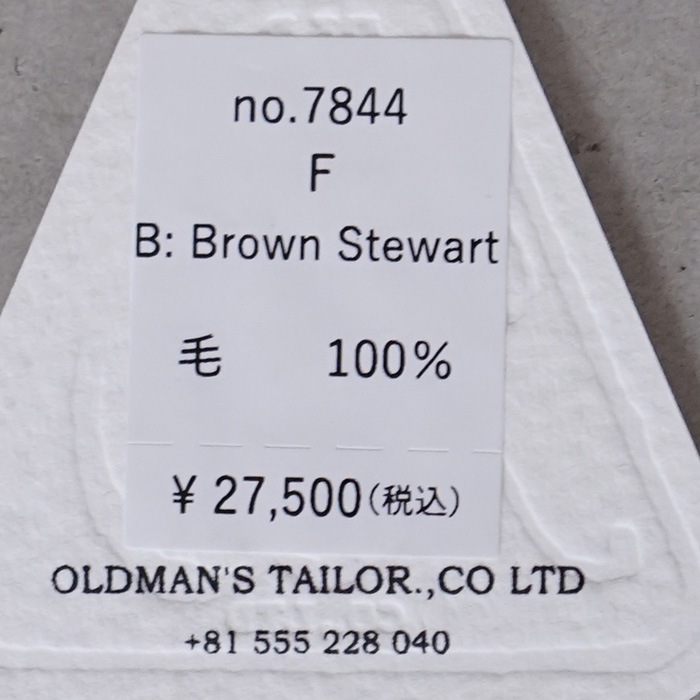 no.7844
F
B: Brown Stewart
毛 100%
¥ 27,500(税込)
OLDMAN'S TAILOR.,CO LTD
+81 555 228 040